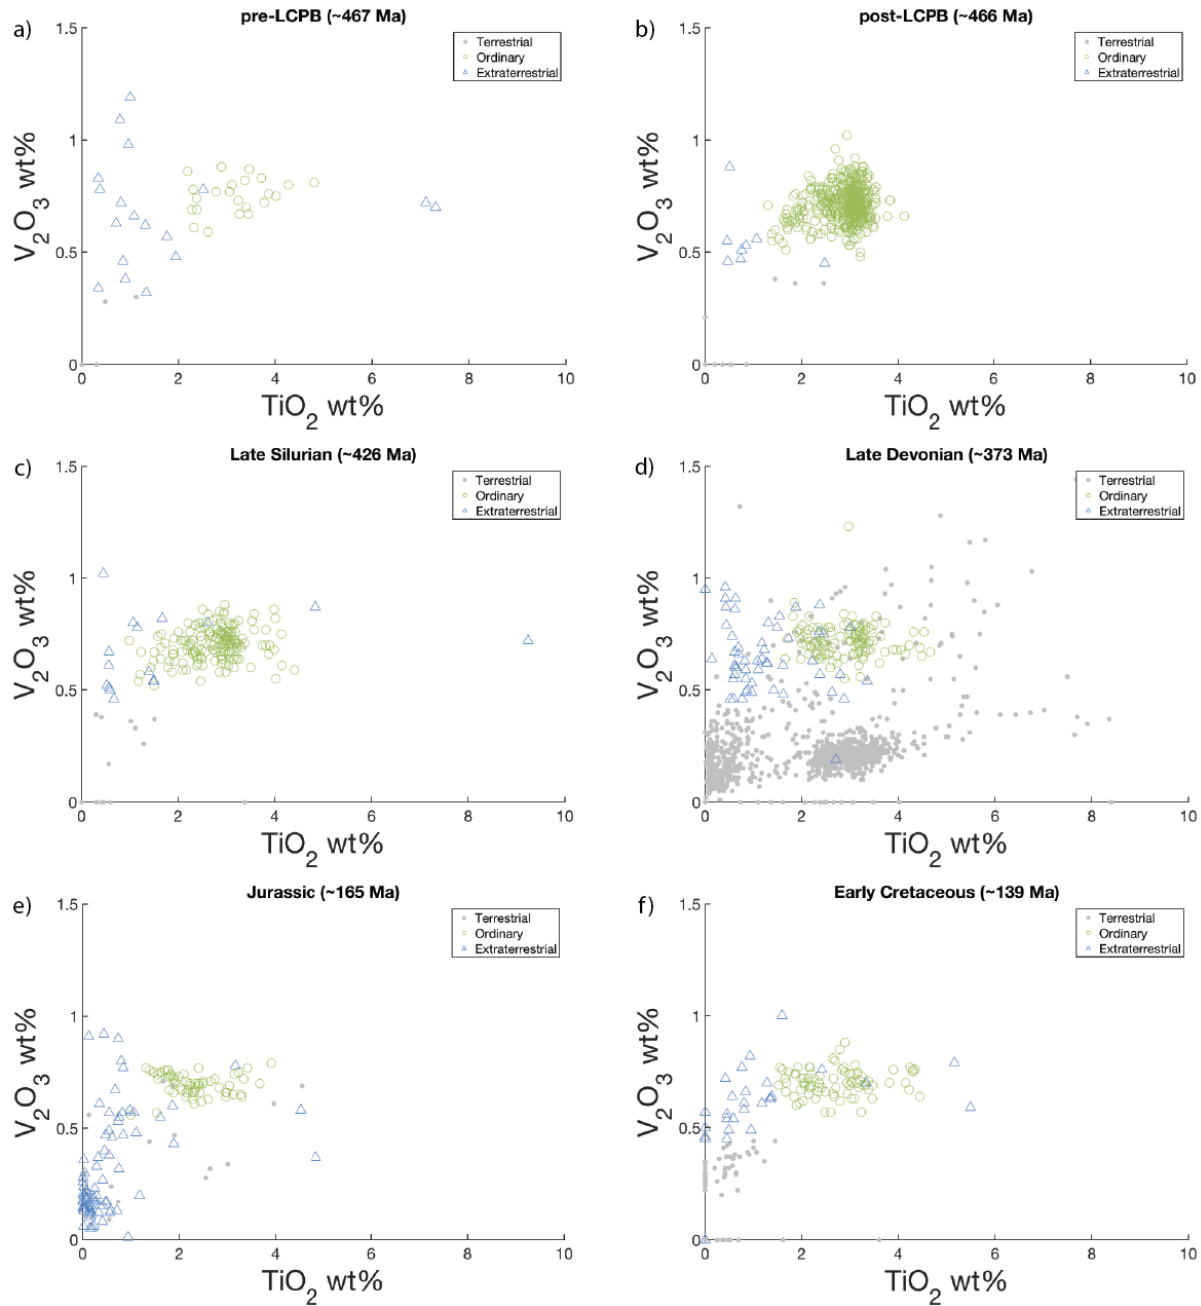 a)
pre-LCPB (~467 Ma)
1.5
1
0.5
0
V2O3 wt%
Terrestrial
Ordinary
Extraterrestrial
0 2 4 6 8 10
TiO2 wt%
b)
post-LCPB (~466 Ma)
1.5
1
0.5
0
V2O3 wt%
Terrestrial
Ordinary
Extraterrestrial
0 2 4 6 8 10
TiO2 wt%
c)
Late Silurian (~426 Ma)
1.5
1
0.5
0
V2O3 wt%
Terrestrial
Ordinary
Extraterrestrial
0 2 4 6 8 10
TiO2 wt%
d)
Late Devonian (~373 Ma)
1.5
1
0.5
0
V2O3 wt%
Terrestrial
Ordinary
Extraterrestrial
0 2 4 6 8 10
TiO2 wt%
e)
Jurassic (~165 Ma)
1.5
1
0.5
0
V2O3 wt%
Terrestrial
Ordinary
Extraterrestrial
0 2 4 6 8 10
TiO2 wt%
f)
Early Cretaceous (~139 Ma)
1.5
1
0.5
0
V2O3 wt%
Terrestrial
Ordinary
Extraterrestrial
0 2 4 6 8 10
TiO2 wt%